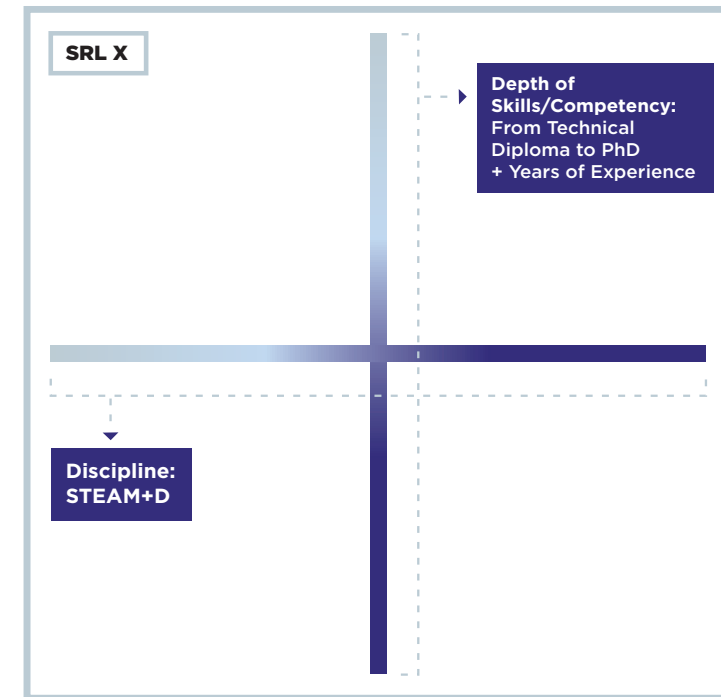 SRL X
Depth of
Skills/Competency:
From Technical
Diploma to PhD
+ Years of Experience
Discipline:
STEAM+D